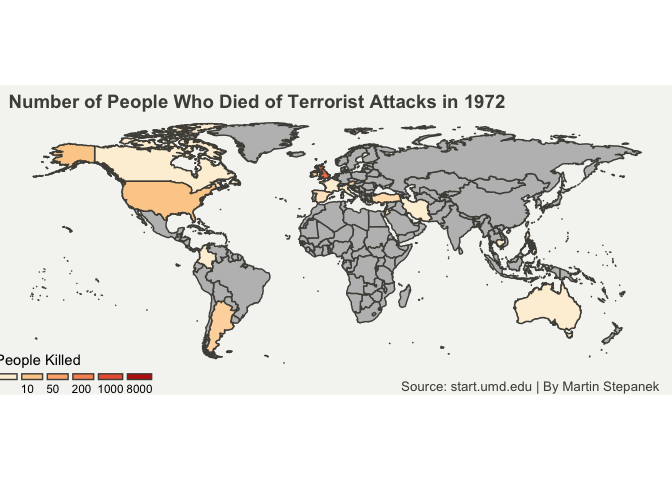 Number of People Who Died of Terrorist Attacks in 1972
People Killed
10 50 200 1000 8000
Source: start.umd.edu | By Martin Stepanek